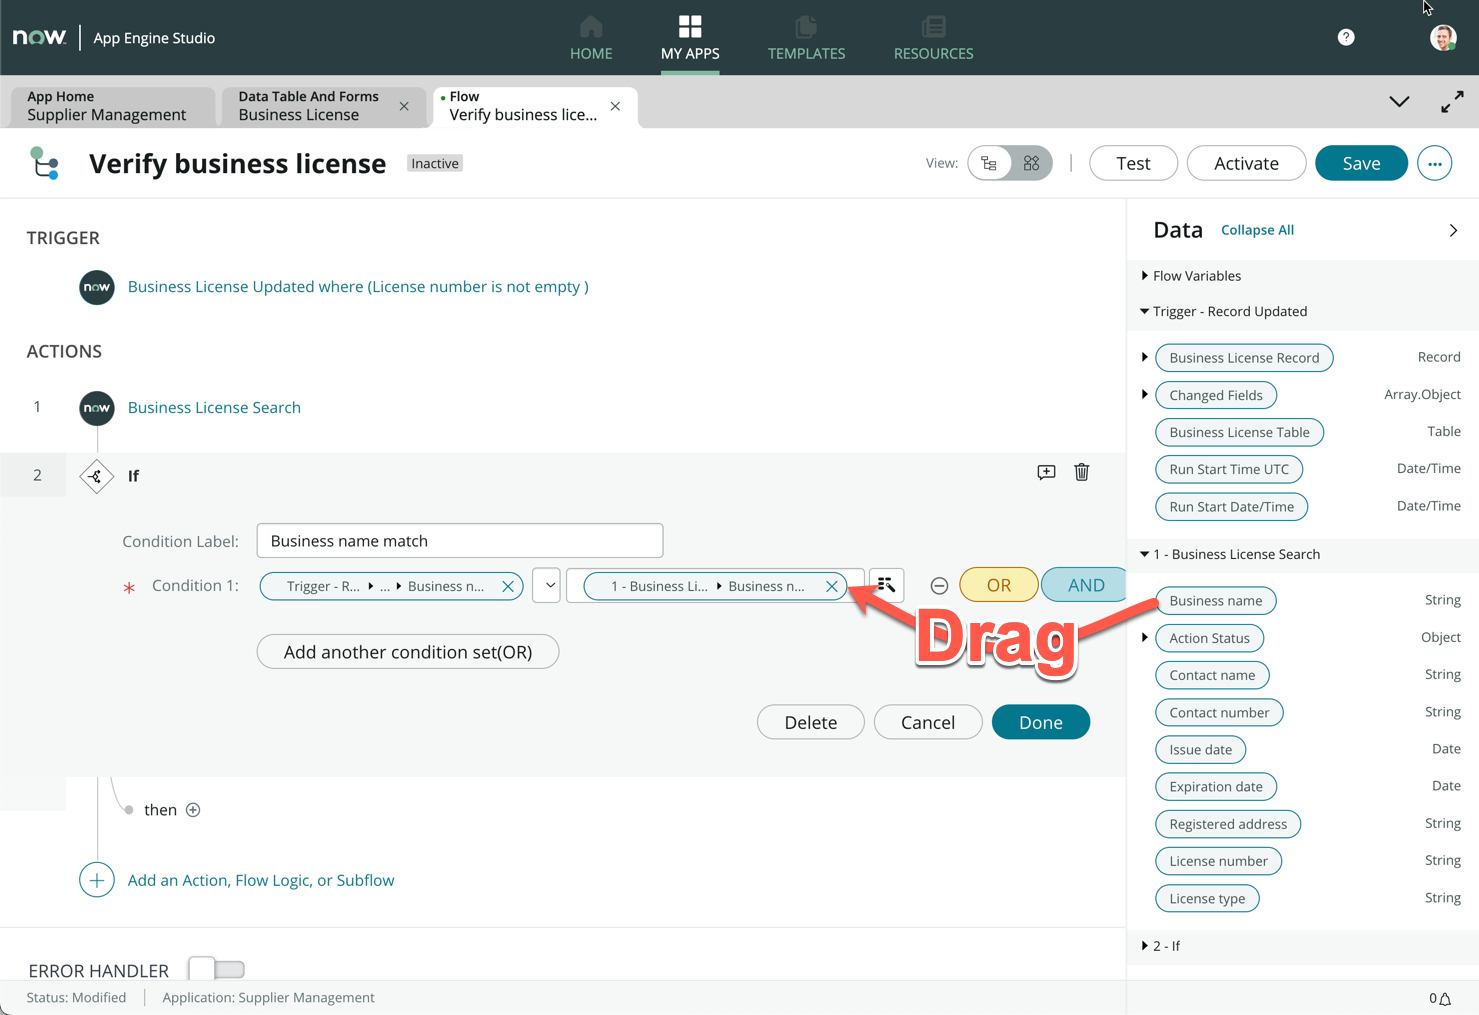 now. App Engine Studio
HOME
MY APPS
TEMPLATES
RESOURCES
?
App Home
Supplier Management
Data Table And Forms
Business License
Flow
Verify business lice...
Verify business license
Inactive
View:
Test
Activate
Save
TRIGGER
now
Business License Updated where (License number is not empty )
ACTIONS
1
now
Business License Search
2
If
Condition Label:
Business name match
* Condition 1:
Trigger - R... ▸ ... ▸ Business n...
1 - Business Li... ▸ Business n...
OR
AND
Drag
Add another condition set(OR)
Delete
Cancel
Done
then
Add an Action, Flow Logic, or Subflow
ERROR HANDLER
Status: Modified
Application: Supplier Management
Data
Collapse All
Flow Variables
Trigger - Record Updated
Business License Record Record
Changed Fields Array.Object
Business License Table Table
Run Start Time UTC Date/Time
Run Start Date/Time Date/Time
1 - Business License Search
Business name String
Action Status Object
Contact name String
Contact number String
Issue date Date
Expiration date Date
Registered address String
License number String
License type String
2 - If
0